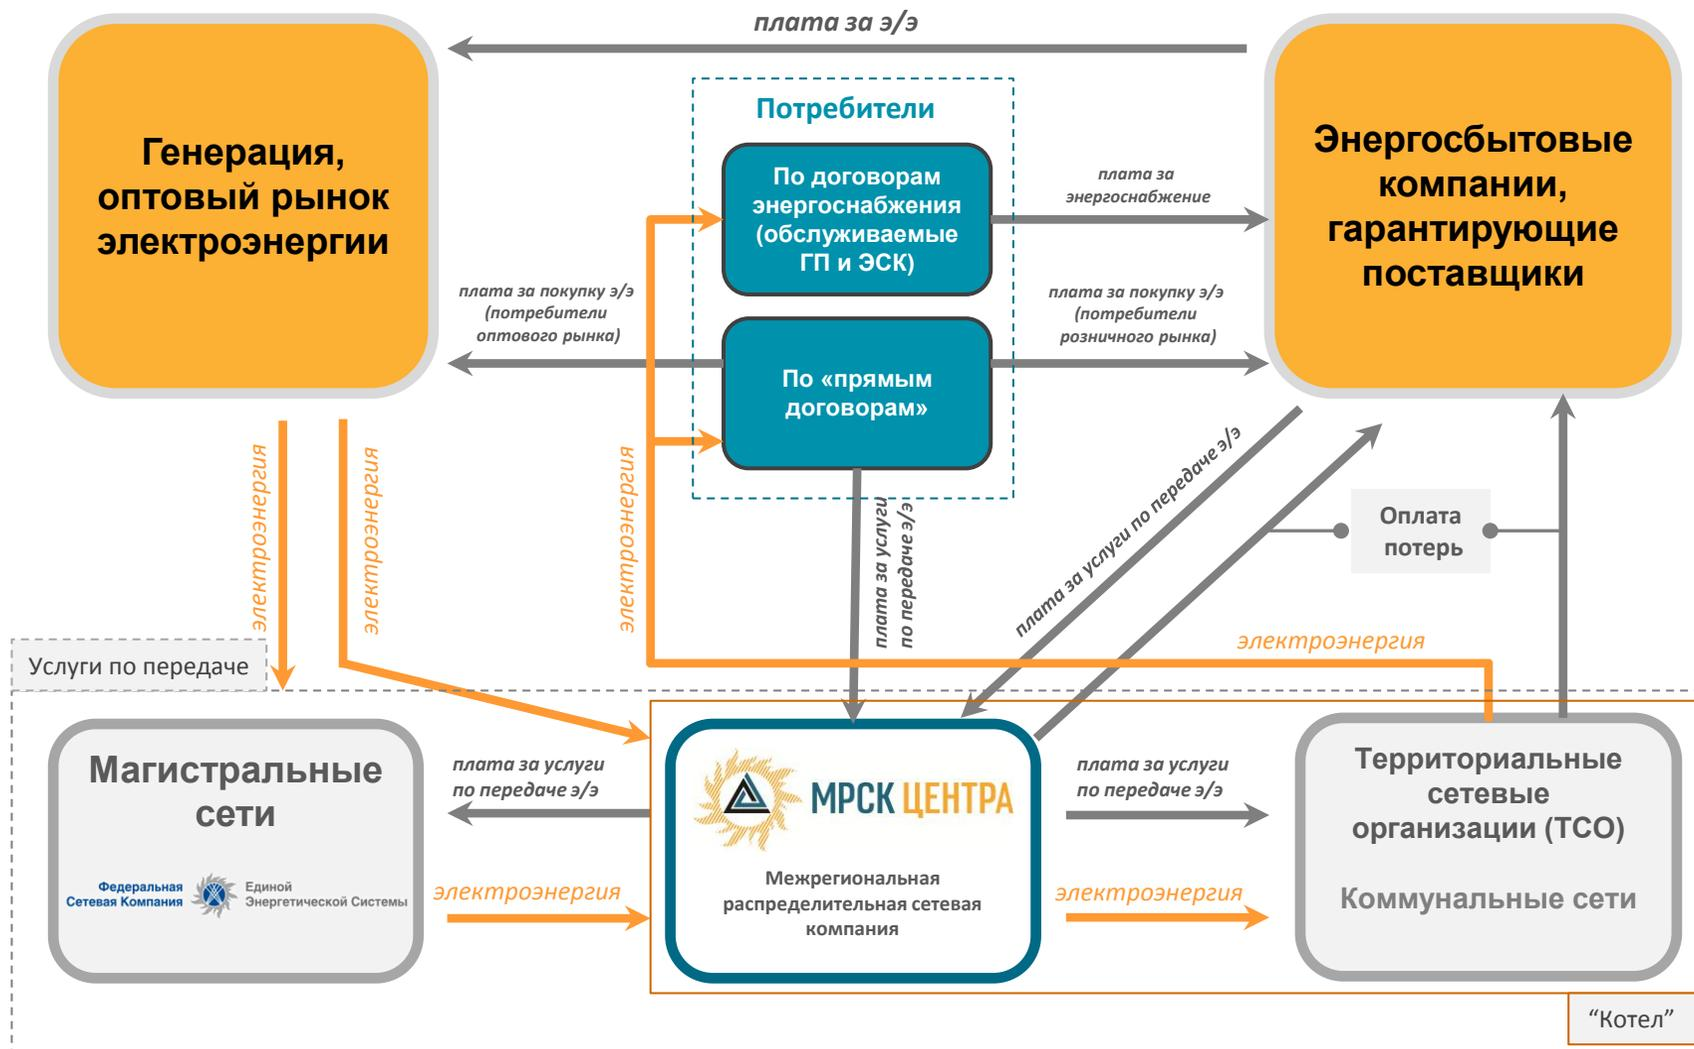 плата за э/э
Генерация,
оптовый рынок
электроэнергии
Потребители
По договорам
энергоснабжения
(обслуживаемые
ГП и ЭСК)
плата за
энергоснабжение
Энергосбытовые
компании,
гарантирующие
поставщики
плата за покупку э/э
(потребители
оптового рынка)
По «прямым
договорам»
плата за покупку э/э
(потребители
розничного рынка)
электроэнергия
электроэнергия
электроэнергия
плата за услуги
по передаче э/э
плата за услуги по передаче э/э
Оплата
потерь
электроэнергия
Услуги по передаче
Магистральные
сети
Федеральная
Сетевая Компания
Единой
Энергетической Системы
плата за услуги
по передаче э/э
электроэнергия
МРСК ЦЕНТРА
Межрегиональная
распределительная сетевая
компания
плата за услуги
по передаче э/э
электроэнергия
Территориальные
сетевые
организации (ТСО)
Коммунальные сети
“Котел”